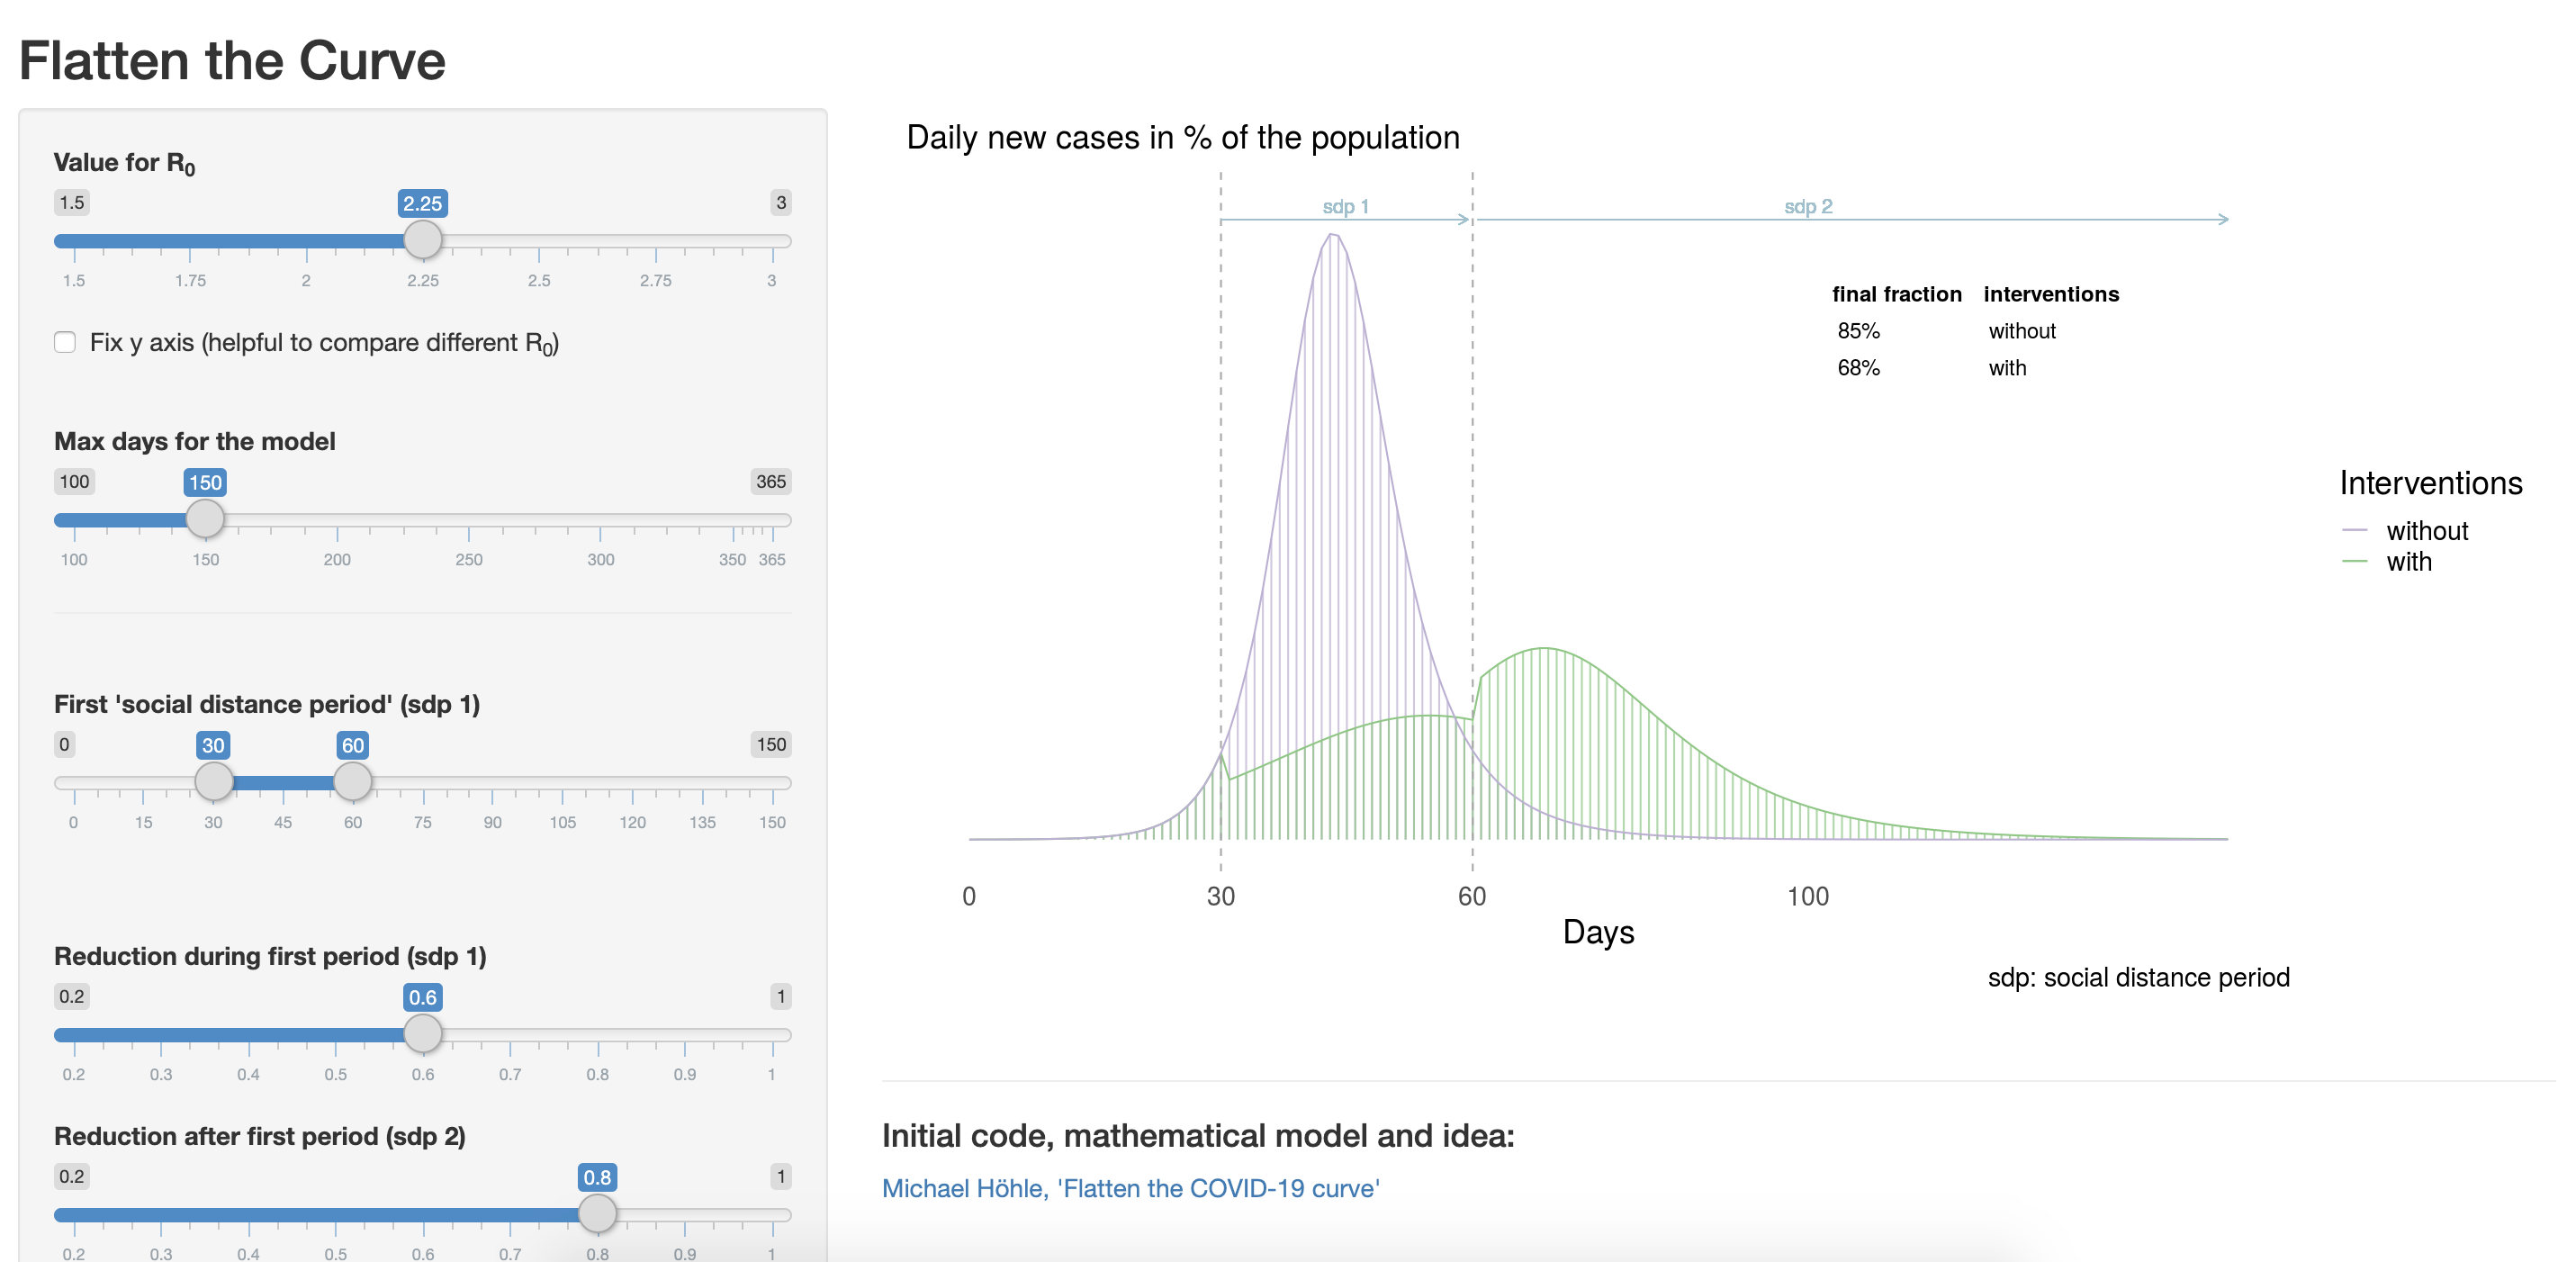 Flatten the Curve
Value for R0
1.5 2.25 3
1.5 1.75 2 2.25 2.5 2.75 3
Fix y axis (helpful to compare different R0)
Max days for the model
100 150 365
100 150 200 250 300 350 365
First 'social distance period' (sdp 1)
0 30 60 150
0 15 30 45 60 75 90 105 120 135 150
Reduction during first period (sdp 1)
0.2 0.6 1
0.2 0.3 0.4 0.5 0.6 0.7 0.8 0.9 1
Reduction after first period (sdp 2)
0.2 0.8 1
0.2 0.3 0.4 0.5 0.6 0.7 0.8 0.9 1
Daily new cases in % of the population
sdp 1 sdp 2
final fraction interventions
85% without
68% with
Interventions
without
with
0 30 60 100
Days
sdp: social distance period
Initial code, mathematical model and idea:
Michael Höhle, 'Flatten the COVID-19 curve'